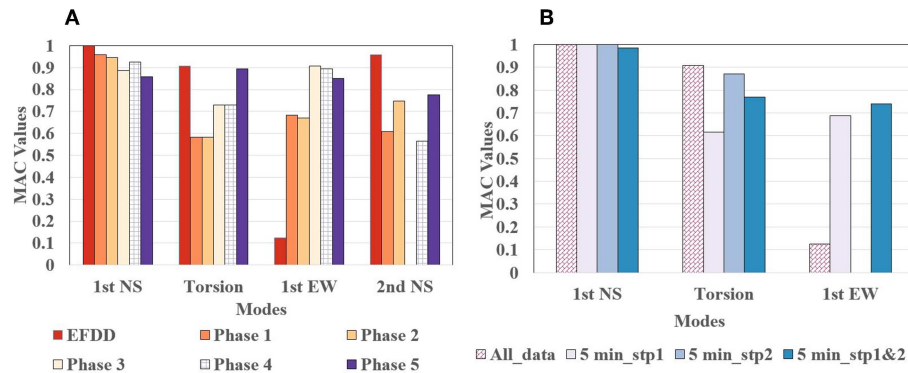 A
MAC Values
1
0.9
0.8
0.7
0.6
0.5
0.4
0.3
0.2
0.1
0
1st NS Torsion 1st EW 2nd NS
Modes
EFDD Phase 1 Phase 2
Phase 3 Phase 4 Phase 5
B
MAC Values
1
0.9
0.8
0.7
0.6
0.5
0.4
0.3
0.2
0.1
0
1st NS Torsion 1st EW
Modes
All_data 5 min_stp1 5 min_stp2 5 min_stp1&2